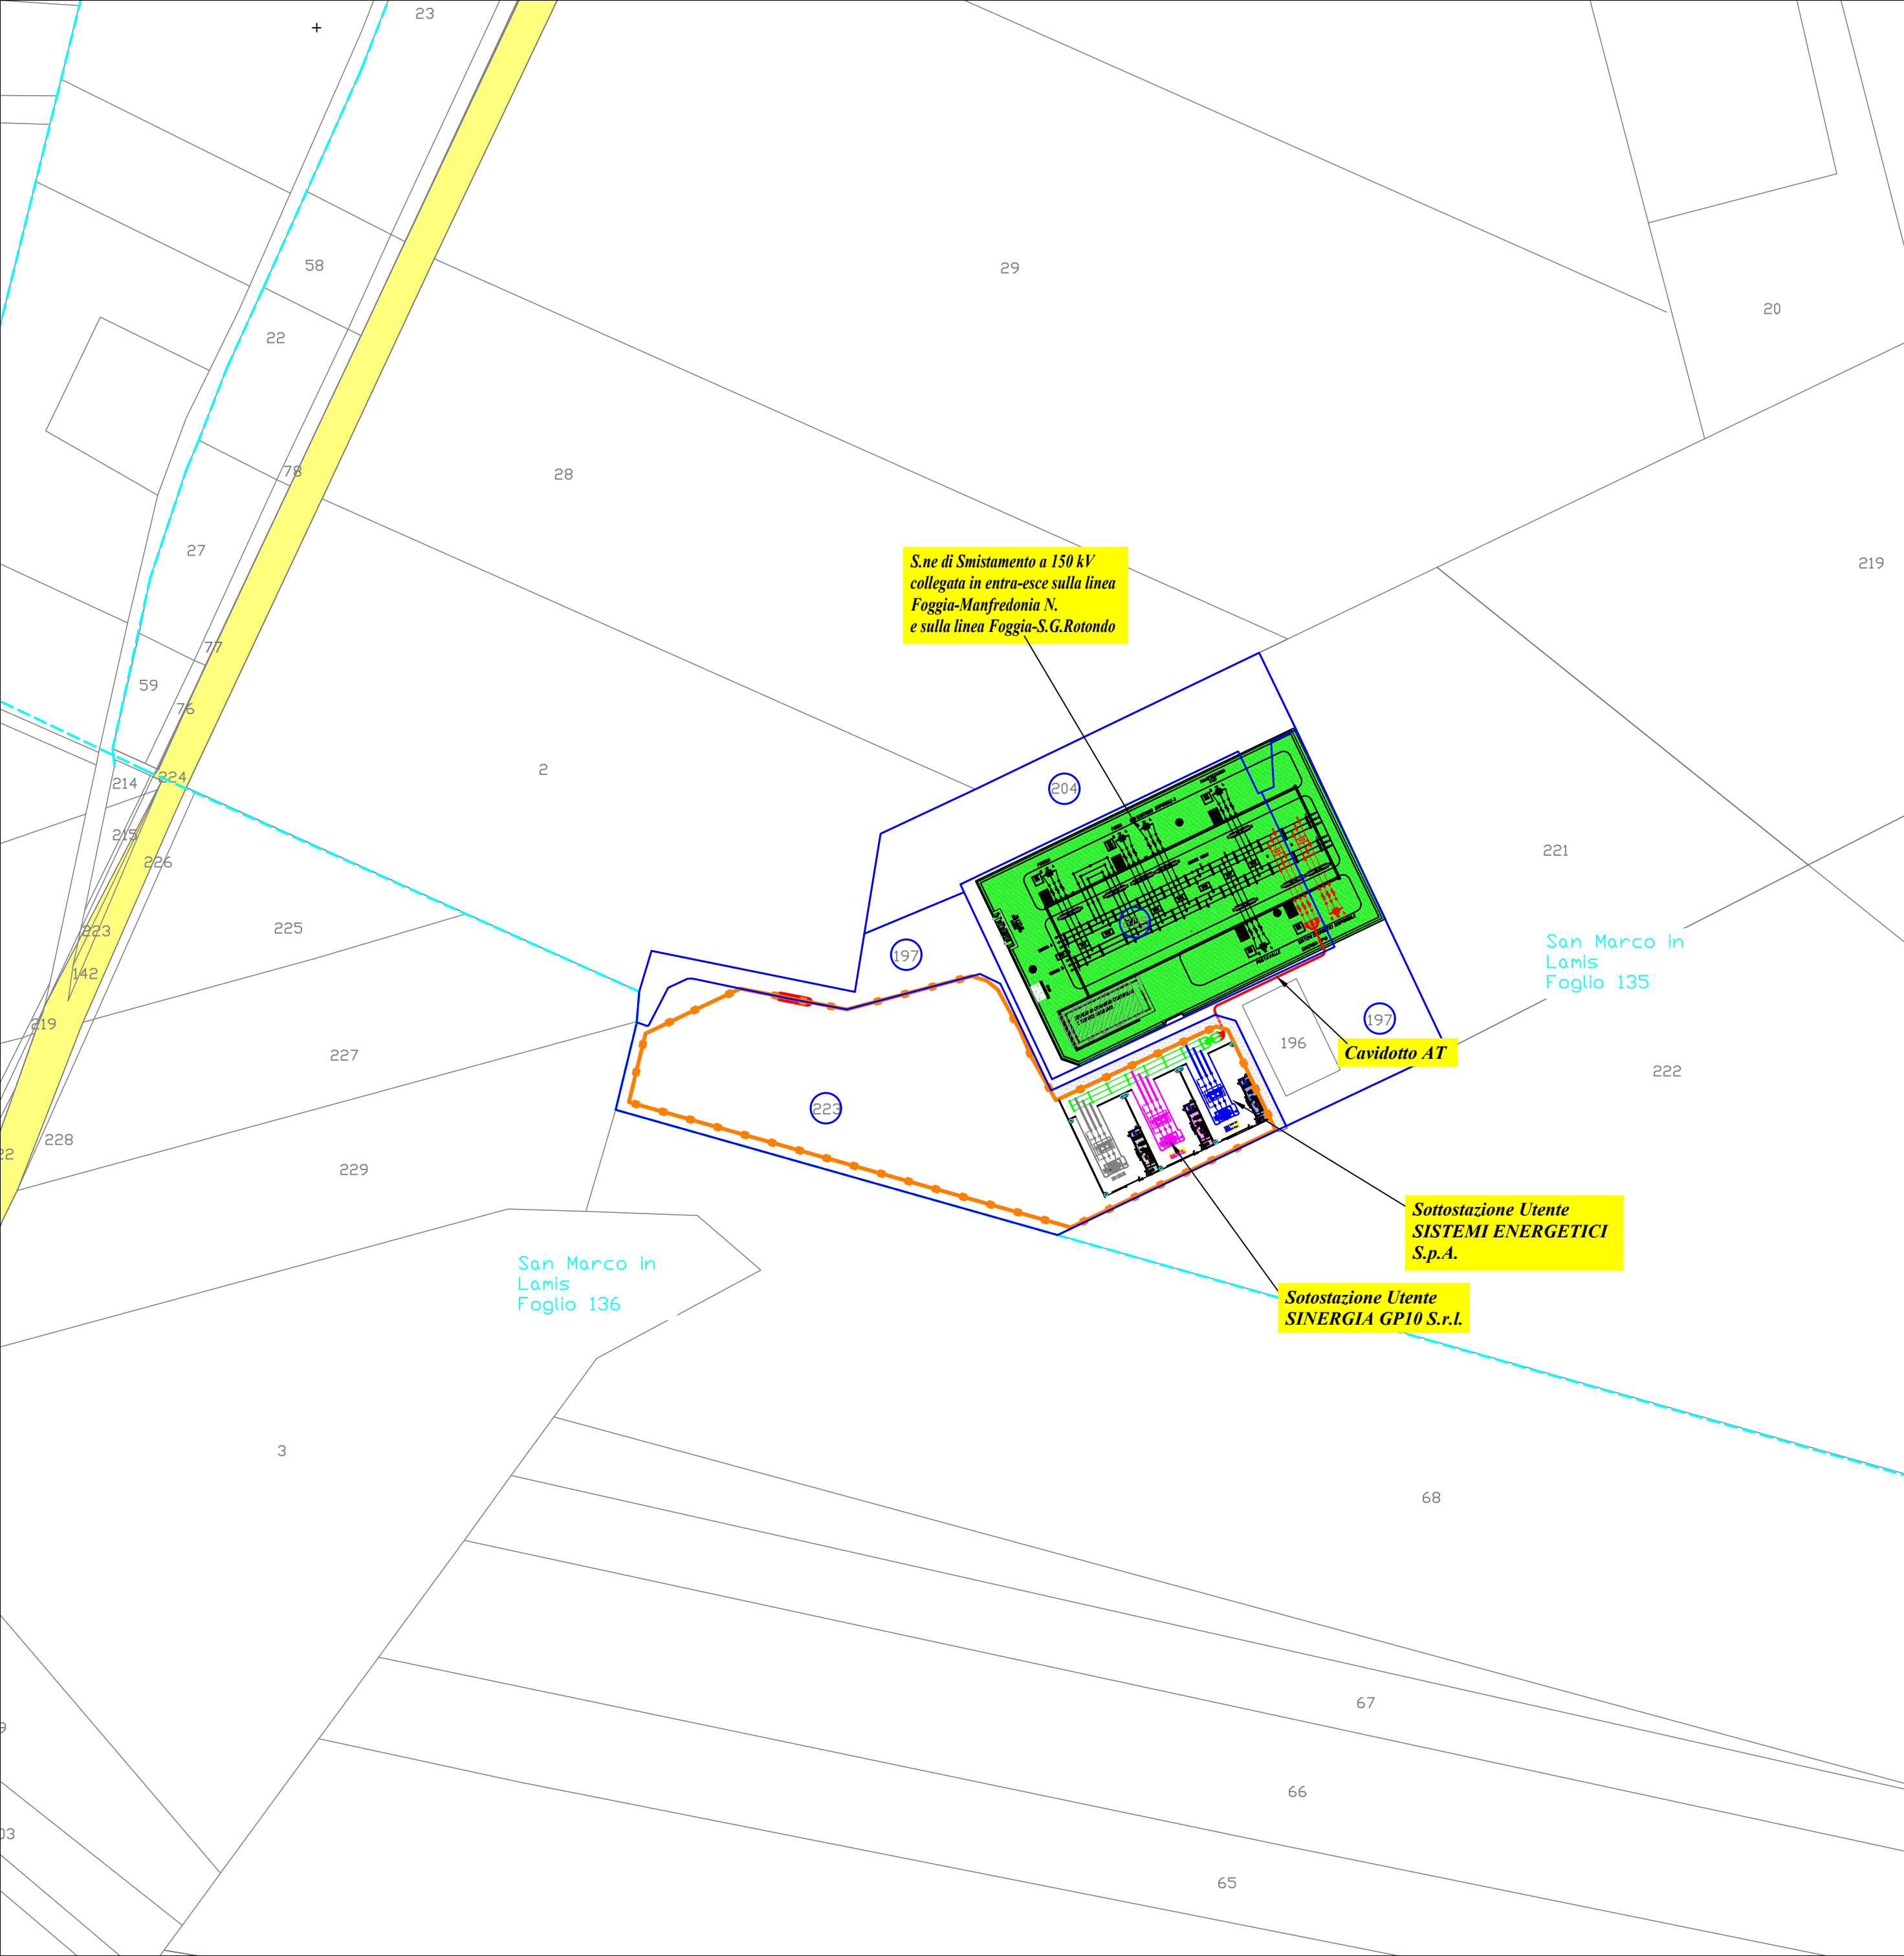 23
58
29
22
20
78
28
27
219
S.ne di Smistamento a 150 kV
collegata in entra-esce sulla linea
Foggia-Manfredonia N.
e sulla linea Foggia-S.G.Rotondo
77
59
76
2
224
214
204
215
226
221
225
223
197
San Marco in
Lamis
Foglio 135
142
219
197
196
227
Cavidotto AT
222
223
228
229
Sottostazione Utente
SISTEMI ENERGETICI
S.p.A.
San Marco in
Lamis
Foglio 136
Sotostazione Utente
SINERGIA GP10 S.r.l.
3
68
67
66
65